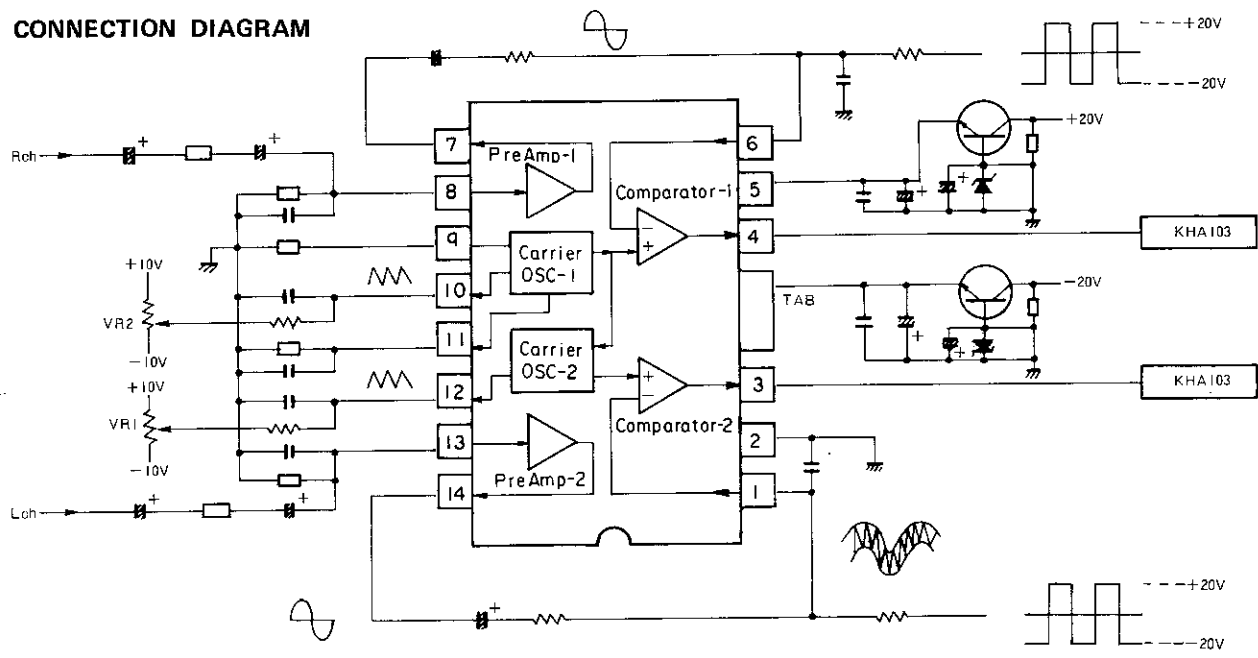 CONNECTION DIAGRAM
+20V
-20V
Rch
7
8
9
10
11
12
13
14
PreAmp-1
Carrier
OSC-1
Carrier
OSC-2
PreAmp-2
Comparator-1
Comparator-2
6
5
4
TAB
3
2
1
+20V
KHA103
-20V
KHA103
+10V
VR2
-10V
+10V
VR1
-10V
Lch
+
+
+
+
+
+
+
+
+
-
+
+
-
+20V
-20V